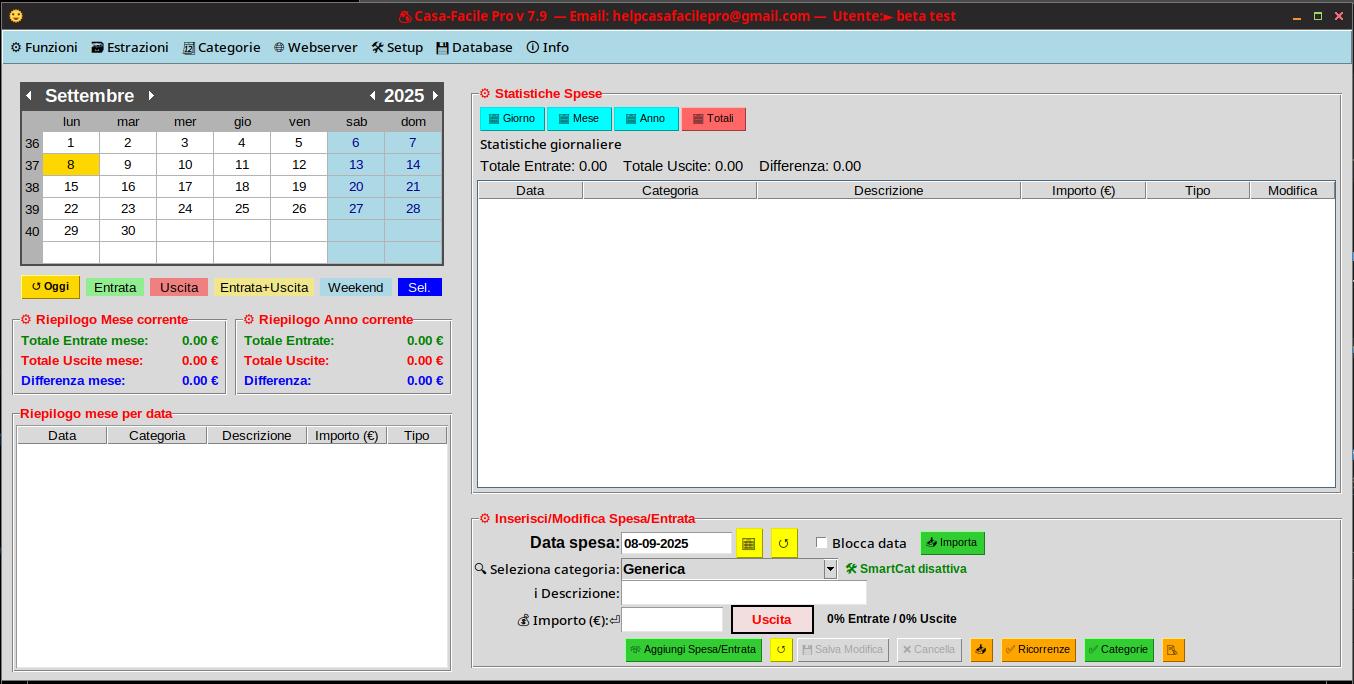 Casa-Facile Pro v 7.9 — Email: helpcasafacilepro@gmail.com — Utente:► beta test
Funzioni Estrazioni Categorie Webserver Setup Database Info
Settembre 2025
lun mar mer gio ven sab dom
36 1 2 3 4 5 6 7
37 8 9 10 11 12 13 14
38 15 16 17 18 19 20 21
39 22 23 24 25 26 27 28
40 29 30
↺ Oggi Entrata Uscita Entrata+Uscita Weekend Sel.
Riepilogo Mese corrente
Totale Entrate mese: 0.00 €
Totale Uscite mese: 0.00 €
Differenza mese: 0.00 €
Riepilogo Anno corrente
Totale Entrate: 0.00 €
Totale Uscite: 0.00 €
Differenza: 0.00 €
Riepilogo mese per data
Data Categoria Descrizione Importo (€) Tipo
Statistiche Spese
Giorno Mese Anno Totali
Statistiche giornaliere
Totale Entrate: 0.00 Totale Uscite: 0.00 Differenza: 0.00
Data Categoria Descrizione Importo (€) Tipo Modifica
Inserisci/Modifica Spesa/Entrata
Data spesa: 08-09-2025 ↺ Blocca data Importa
Seleziona categoria: Generica SmartCat disattiva
i Descrizione:
Importo (€):⏎ Uscita 0% Entrate / 0% Uscite
Aggiungi Spesa/Entrata ↺ Salva Modifica Cancella Ricorrenze Categorie